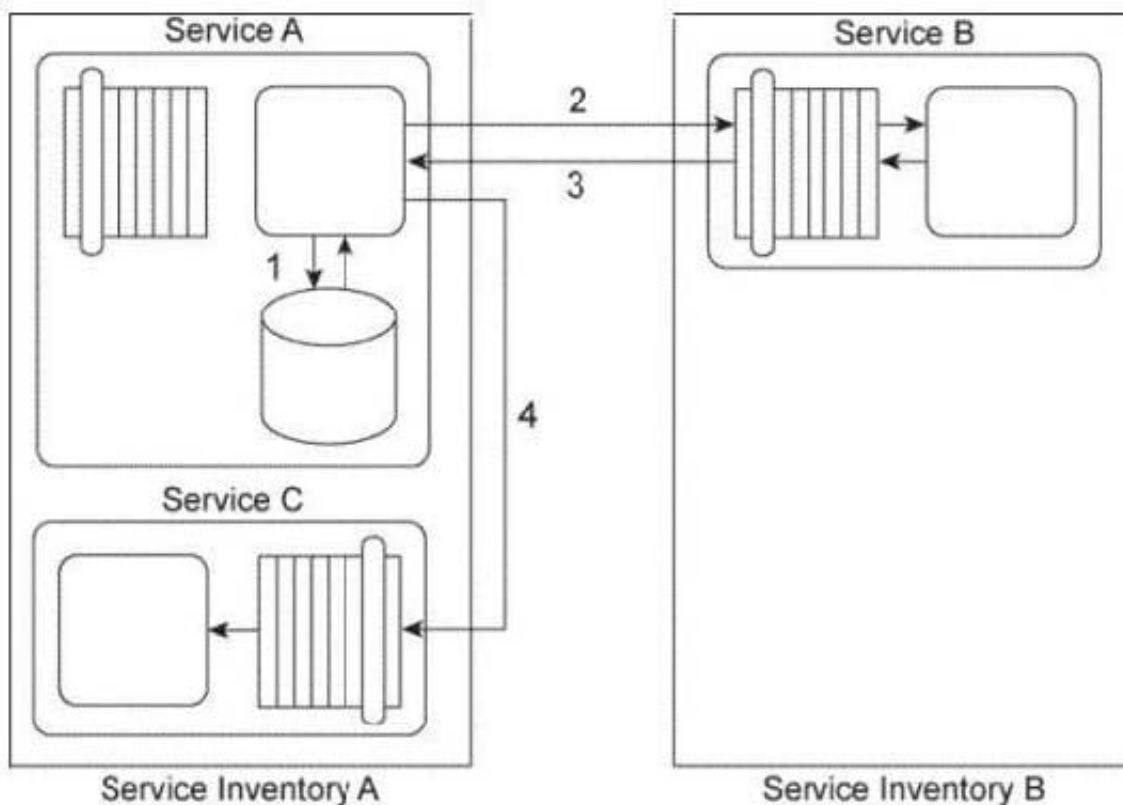 Service A
Service B
2
3
1
4
Service C
Service Inventory A
Service Inventory B